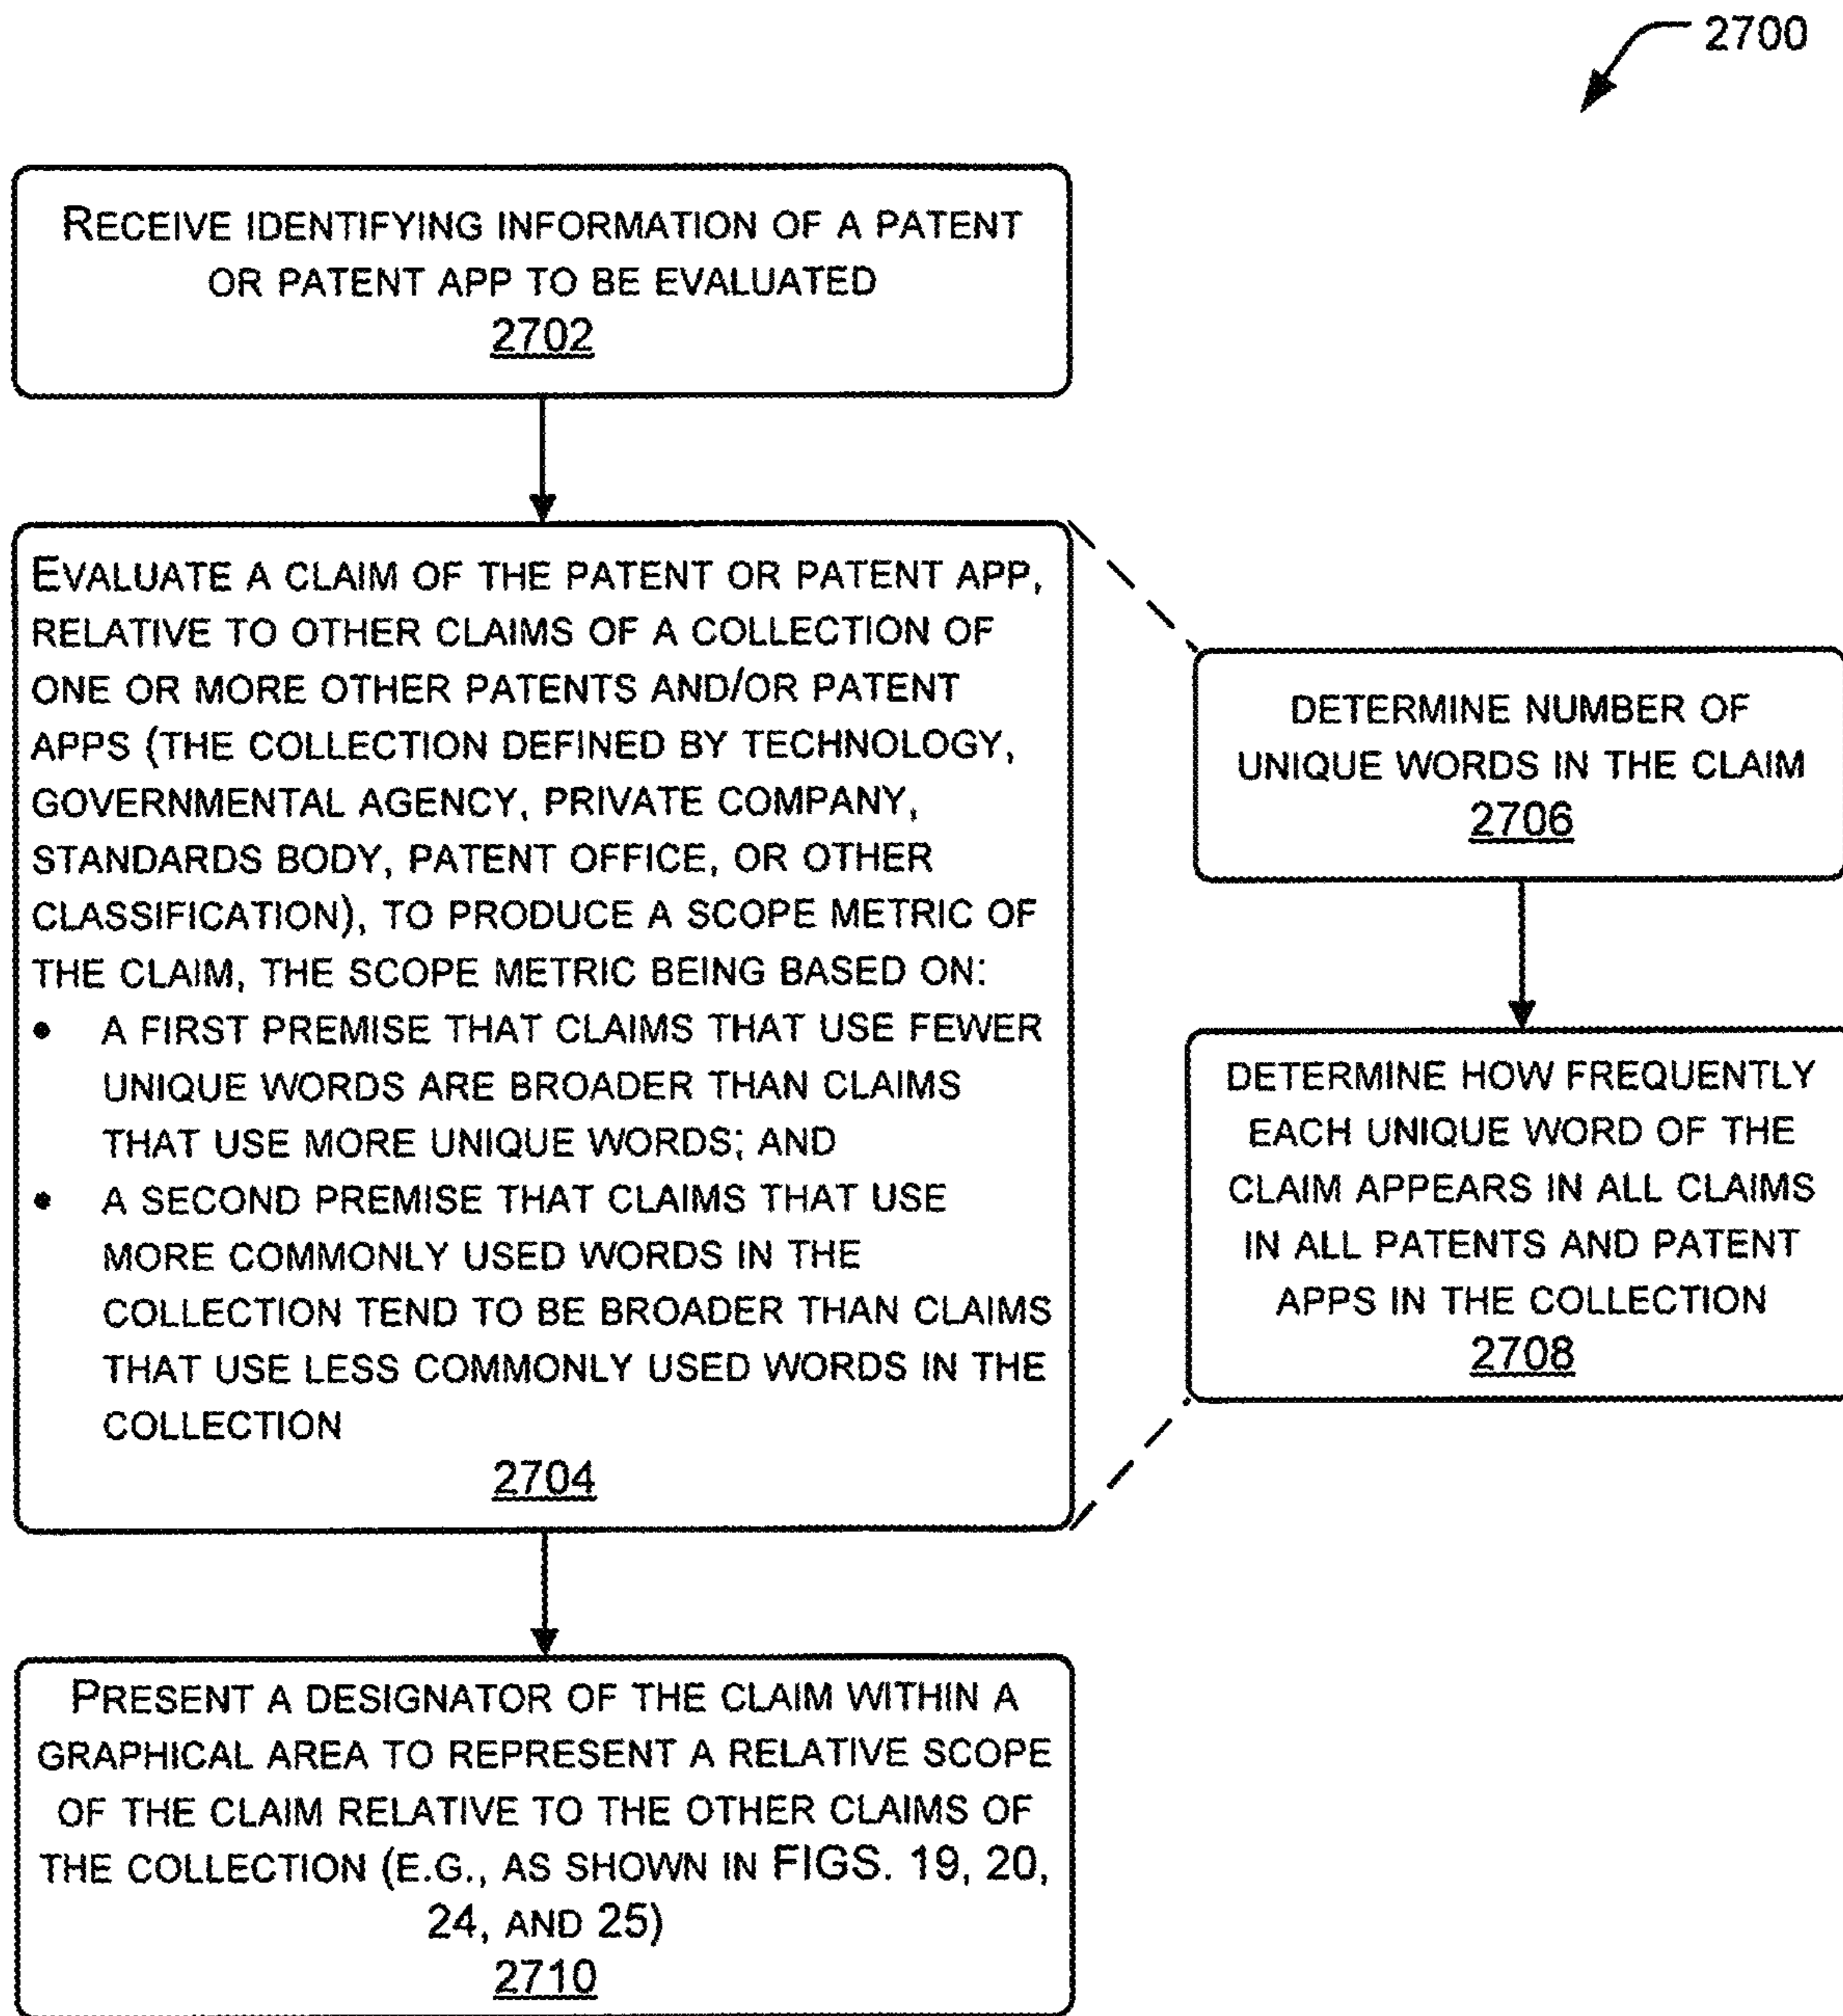 2700
RECEIVE IDENTIFYING INFORMATION OF A PATENT
OR PATENT APP TO BE EVALUATED
2702
EVALUATE A CLAIM OF THE PATENT OR PATENT APP,
RELATIVE TO OTHER CLAIMS OF A COLLECTION OF
ONE OR MORE OTHER PATENTS AND/OR PATENT
APPS (THE COLLECTION DEFINED BY TECHNOLOGY,
GOVERNMENTAL AGENCY, PRIVATE COMPANY,
STANDARDS BODY, PATENT OFFICE, OR OTHER
CLASSIFICATION), TO PRODUCE A SCOPE METRIC OF
THE CLAIM, THE SCOPE METRIC BEING BASED ON:
• A FIRST PREMISE THAT CLAIMS THAT USE FEWER
UNIQUE WORDS ARE BROADER THAN CLAIMS
THAT USE MORE UNIQUE WORDS; AND
• A SECOND PREMISE THAT CLAIMS THAT USE
MORE COMMONLY USED WORDS IN THE
COLLECTION TEND TO BE BROADER THAN CLAIMS
THAT USE LESS COMMONLY USED WORDS IN THE
COLLECTION
2704
DETERMINE NUMBER OF
UNIQUE WORDS IN THE CLAIM
2706
DETERMINE HOW FREQUENTLY
EACH UNIQUE WORD OF THE
CLAIM APPEARS IN ALL CLAIMS
IN ALL PATENTS AND PATENT
APPS IN THE COLLECTION
2708
PRESENT A DESIGNATOR OF THE CLAIM WITHIN A
GRAPHICAL AREA TO REPRESENT A RELATIVE SCOPE
OF THE CLAIM RELATIVE TO THE OTHER CLAIMS OF
THE COLLECTION (E.G., AS SHOWN IN FIGS. 19, 20,
24, AND 25)
2710